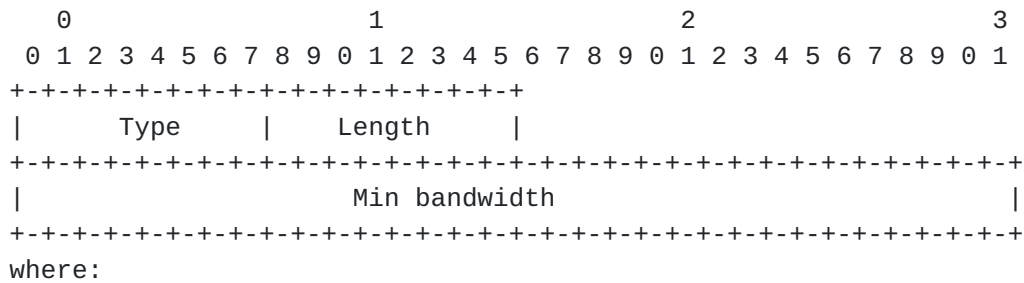 0                   1                   2                   3
 0 1 2 3 4 5 6 7 8 9 0 1 2 3 4 5 6 7 8 9 0 1 2 3 4 5 6 7 8 9 0 1
+-+-+-+-+-+-+-+-+-+-+-+-+-+-+-+-+
|      Type     |    Length     |
+-+-+-+-+-+-+-+-+-+-+-+-+-+-+-+-+-+-+-+-+-+-+-+-+-+-+-+-+-+-+-+-+
|                     Min bandwidth                             |
+-+-+-+-+-+-+-+-+-+-+-+-+-+-+-+-+-+-+-+-+-+-+-+-+-+-+-+-+-+-+-+-+
where: